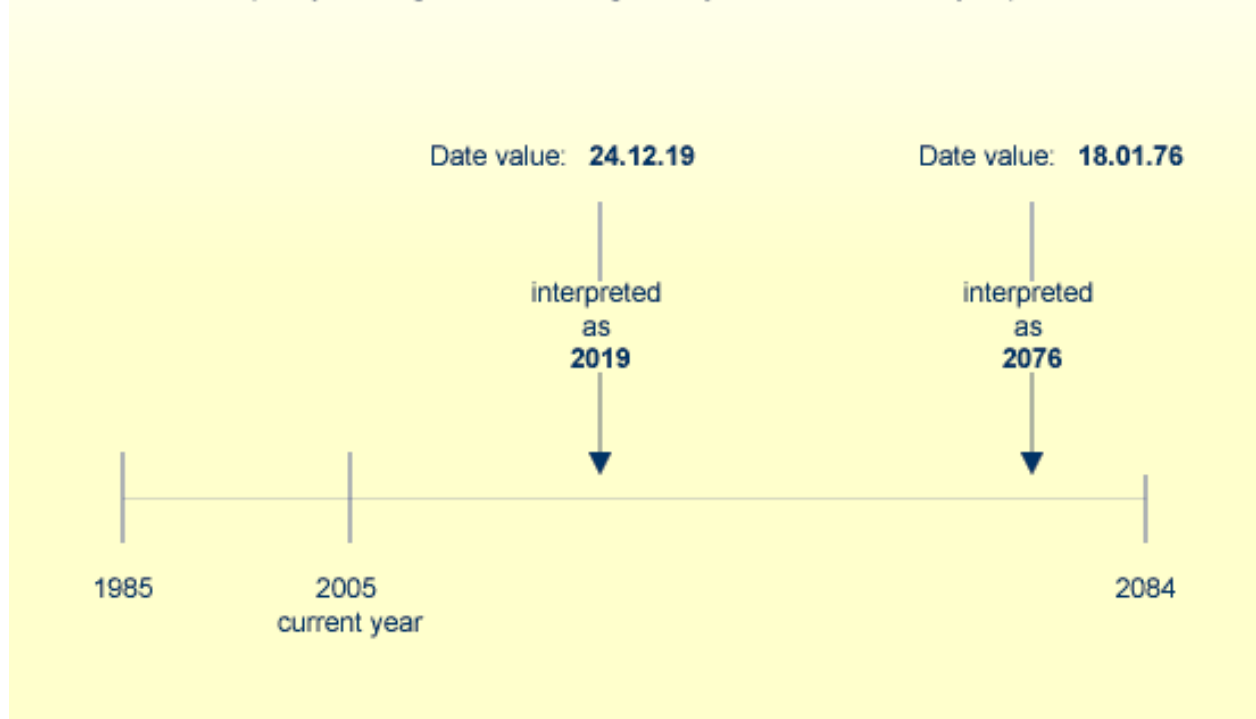 Date value: 24.12.19
Date value: 18.01.76
interpreted
as
2019
interpreted
as
2076
1985
2005
current year
2084